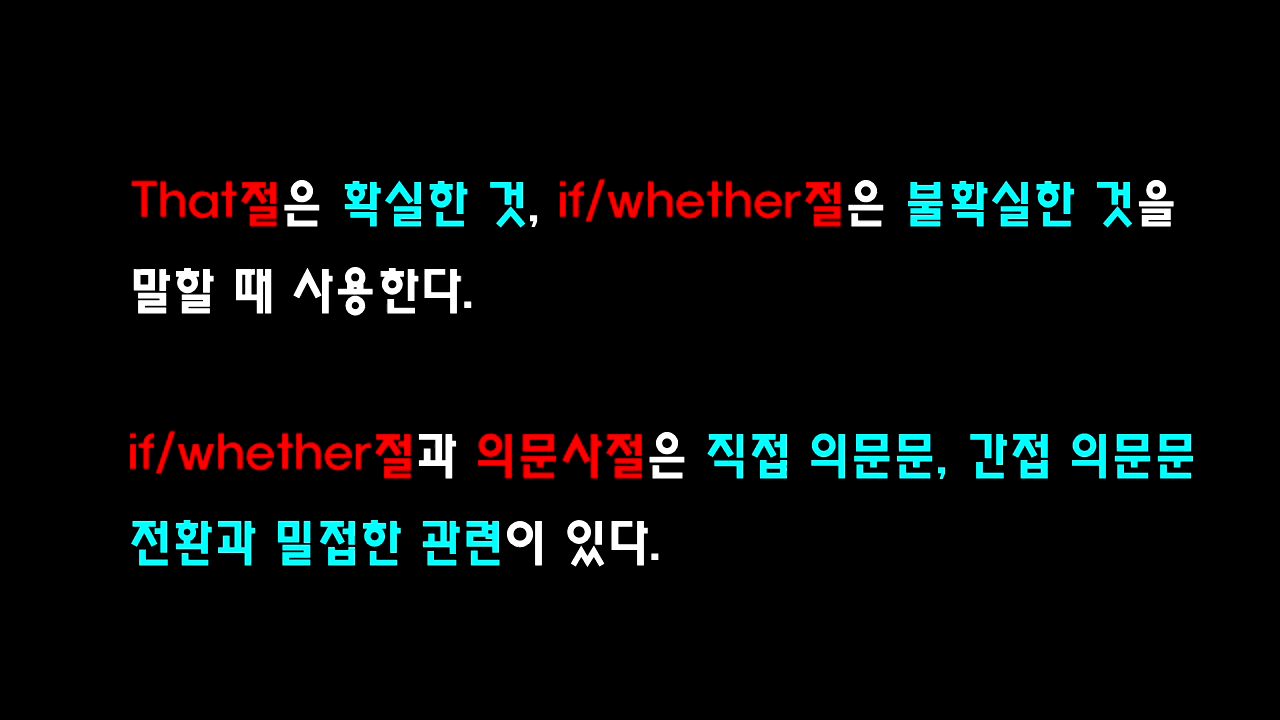 That절은 확실한 것, if/whether절은 불확실한 것을
말할 때 사용한다.
if/whether절과 의문사절은 직접 의문문, 간접 의문문
전환과 밀접한 관련이 있다.